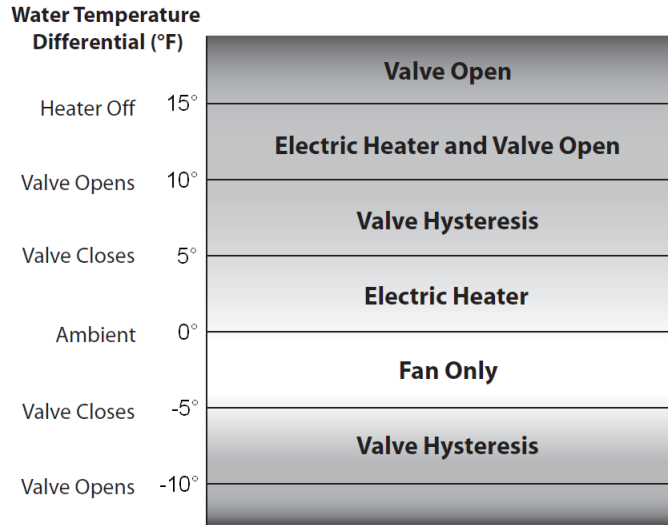 Water Temperature
Differential (°F)
Valve Open
Heater Off 15°
Electric Heater and Valve Open
Valve Opens 10°
Valve Hysteresis
Valve Closes 5°
Electric Heater
Ambient 0°
Fan Only
Valve Closes -5°
Valve Hysteresis
Valve Opens -10°